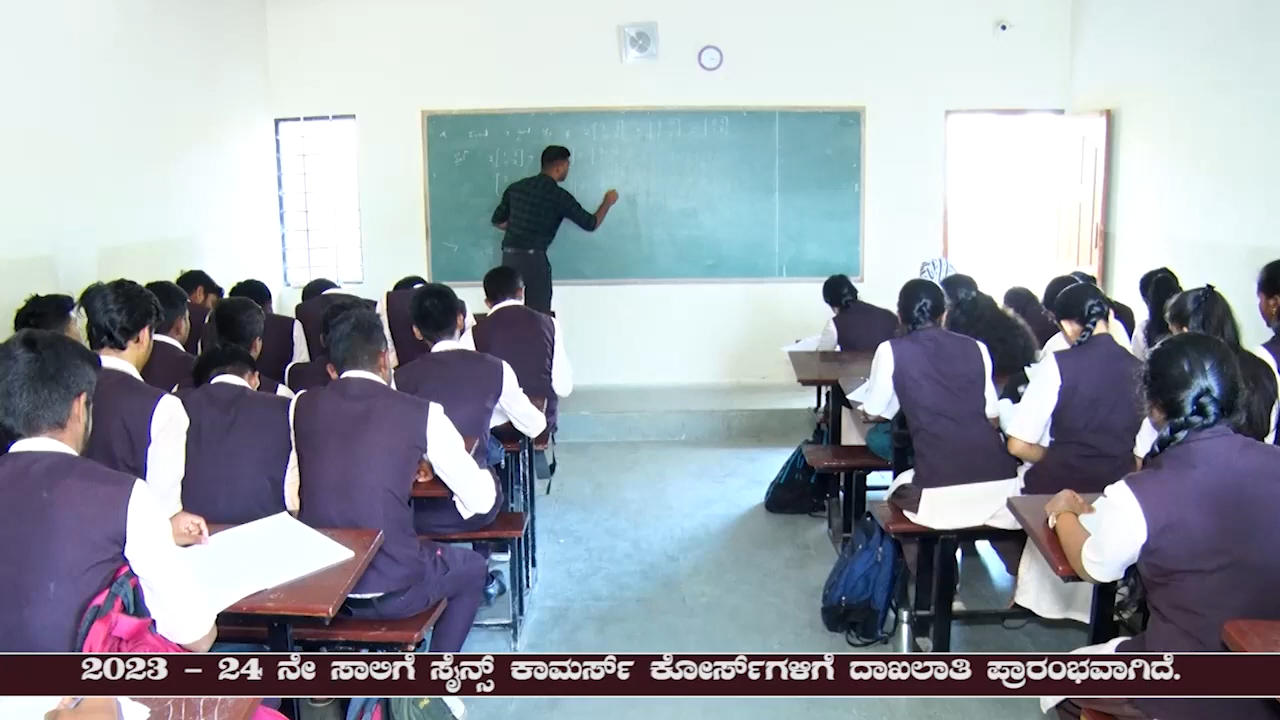 2023 - 24 ನೇ ಸಾಲಿಗೆ ಸೈನ್ಸ್ ಕಾಮರ್ಸ್ ಕೋರ್ಸ್‌ಗಳಿಗೆ ದಾಖಲಾತಿ ಪ್ರಾರಂಭವಾಗಿದೆ.